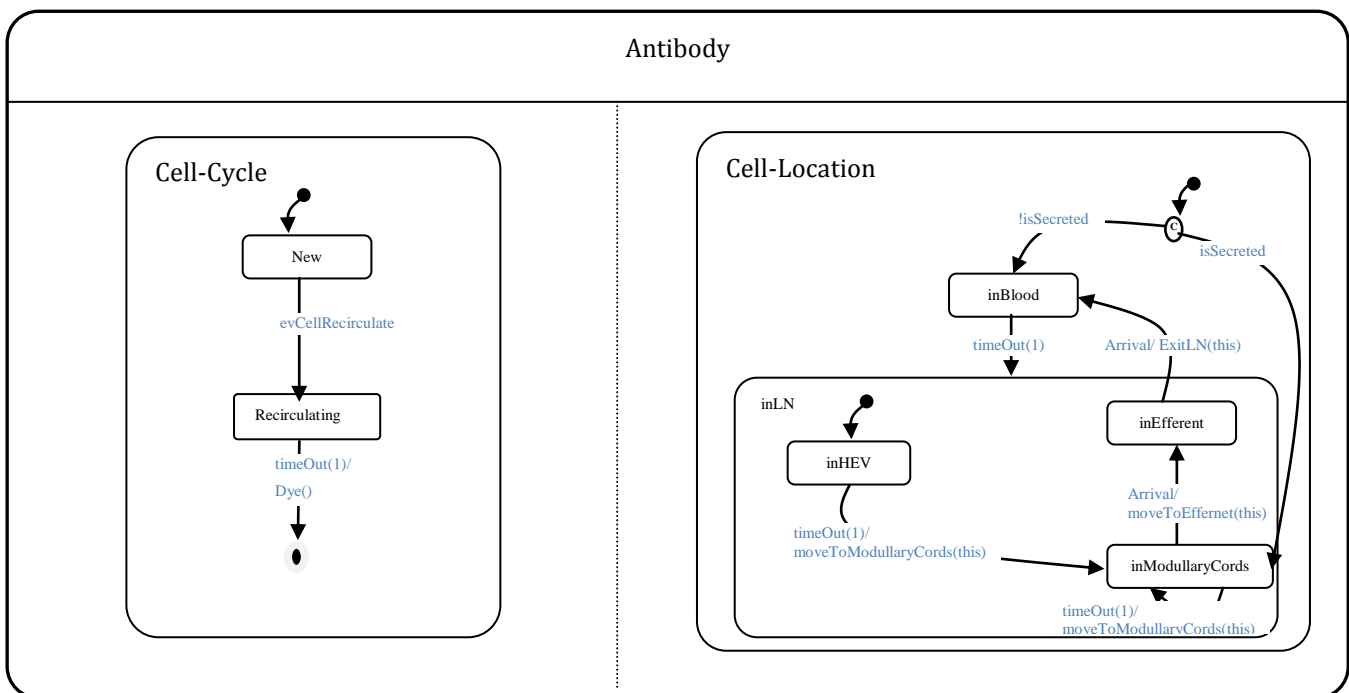 Antibody
Cell-Cycle
New
evCellRecirculate
Recirculating
timeOut(1)/
Dye()
Cell-Location
C
!isSecreted
isSecreted
inBlood
timeOut(1)
Arrival/ ExitLN(this)
inLN
inHEV
inEfferent
timeOut(1)/
moveToModullaryCords(this)
Arrival/
moveToEffernet(this)
inModullaryCords
timeOut(1)/
moveToModullaryCords(this)